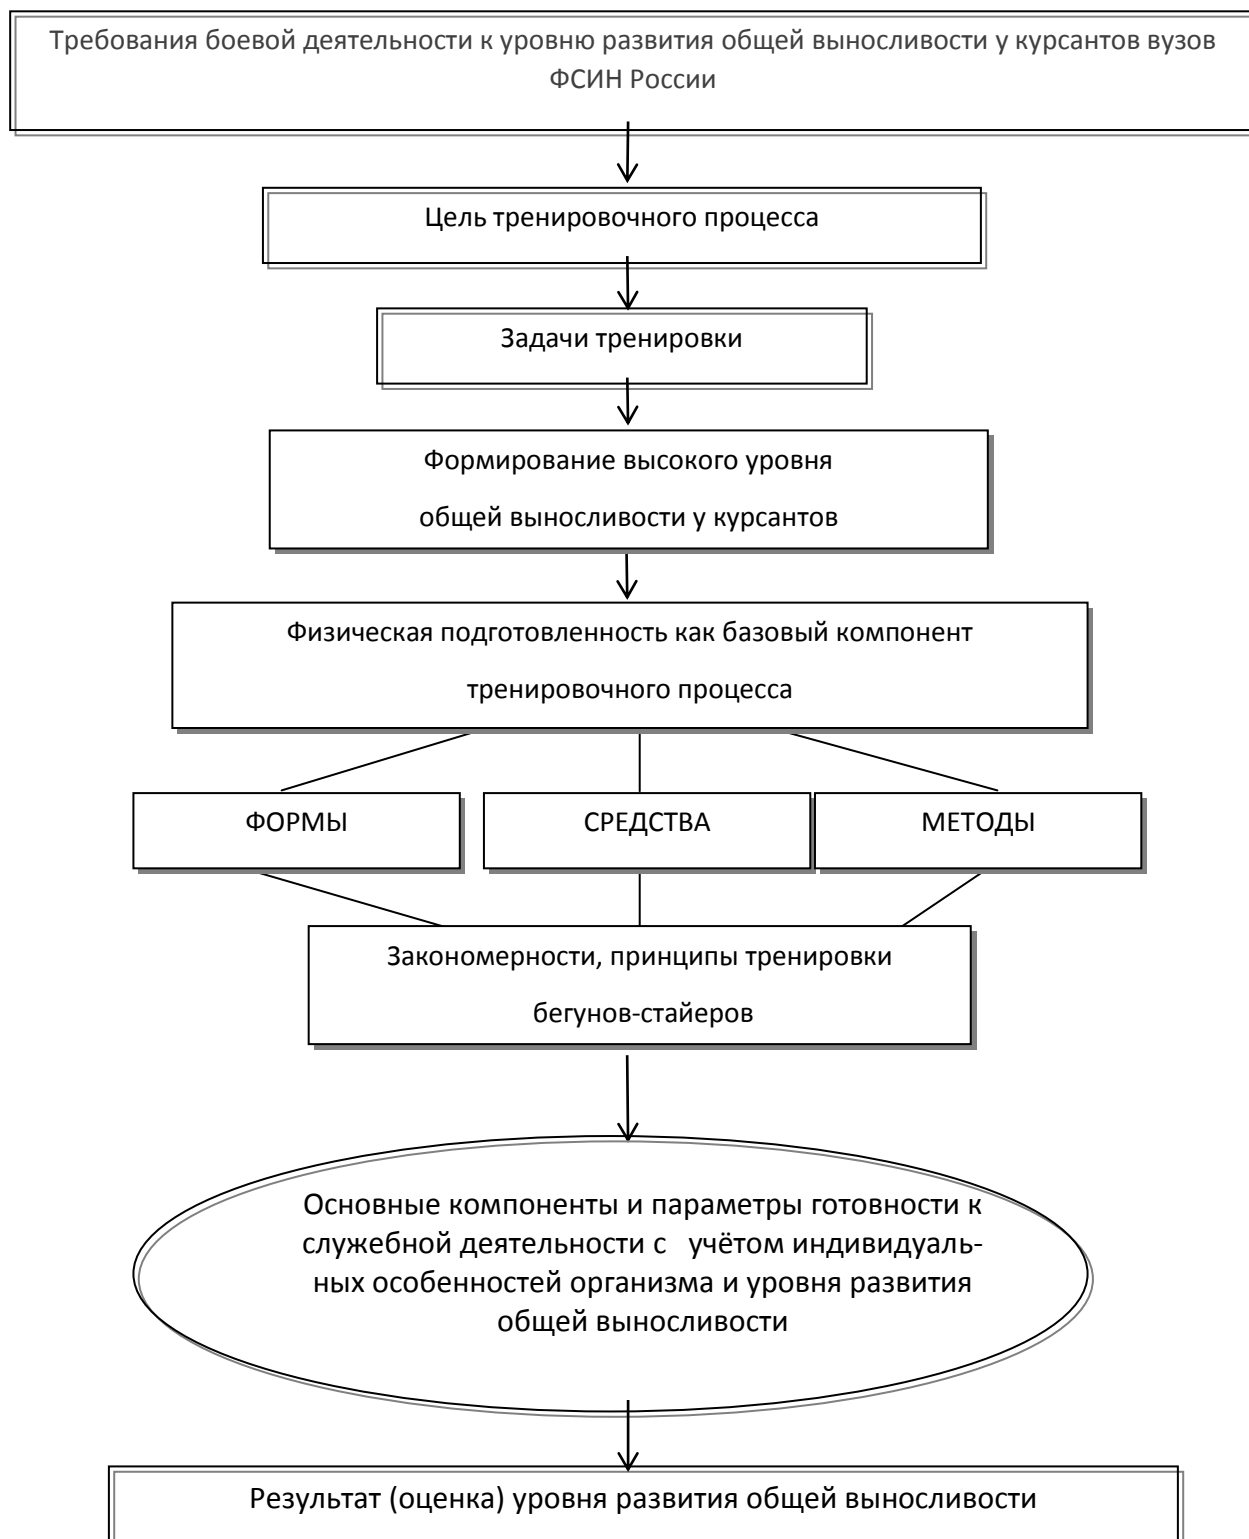 Требования боевой деятельности к уровню развития общей выносливости у курсантов вузов
ФСИН России
Цель тренировочного процесса
Задачи тренировки
Формирование высокого уровня
общей выносливости у курсантов
Физическая подготовленность как базовый компонент
тренировочного процесса
ФОРМЫ
СРЕДСТВА
МЕТОДЫ
Закономерности, принципы тренировки
бегунов-стайеров
Основные компоненты и параметры готовности к
служебной деятельности с учётом индивидуаль-
ных особенностей организма и уровня развития
общей выносливости
Результат (оценка) уровня развития общей выносливости